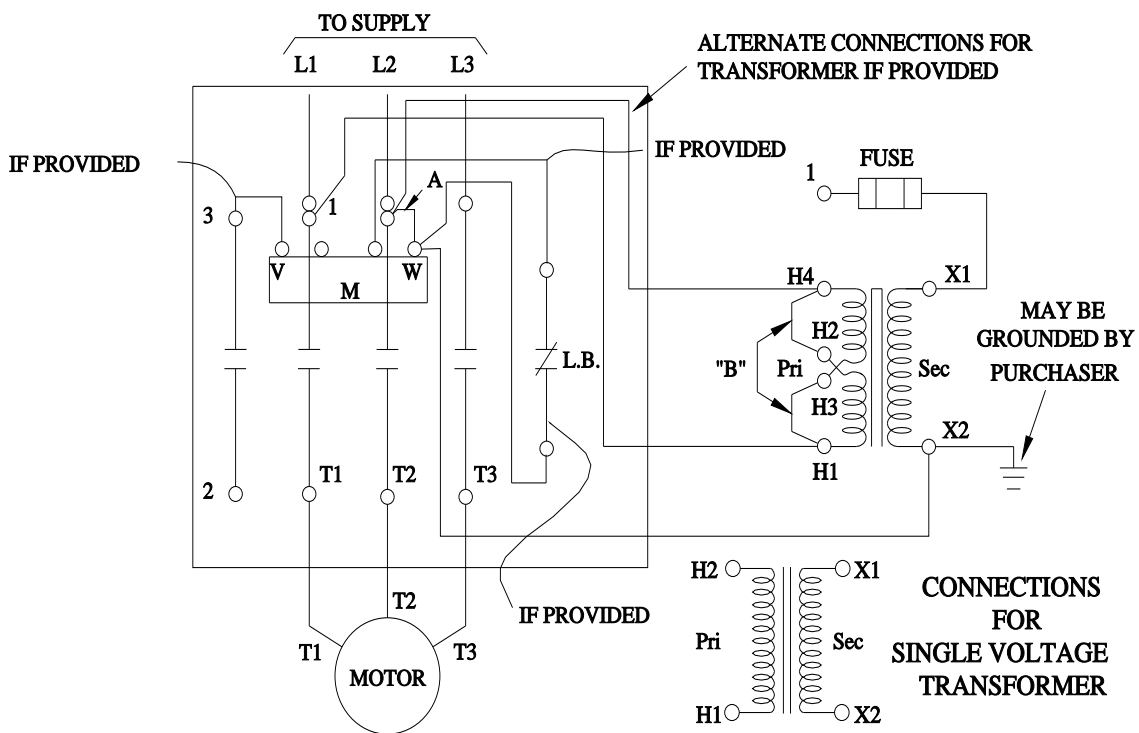 TO SUPPLY
L1 L2 L3
ALTERNATE CONNECTIONS FOR
TRANSFORMER IF PROVIDED
IF PROVIDED
IF PROVIDED
A
3
1
V
W
M
L.B.
2
T1
T2
T3
T2
T1
T3
MOTOR
IF PROVIDED
1
FUSE
H4
X1
H2
"B"
Pri
Sec
H3
H1
X2
MAY BE
GROUNDED BY
PURCHASER
H2
X1
Pri
Sec
H1
X2
CONNECTIONS
FOR
SINGLE VOLTAGE
TRANSFORMER